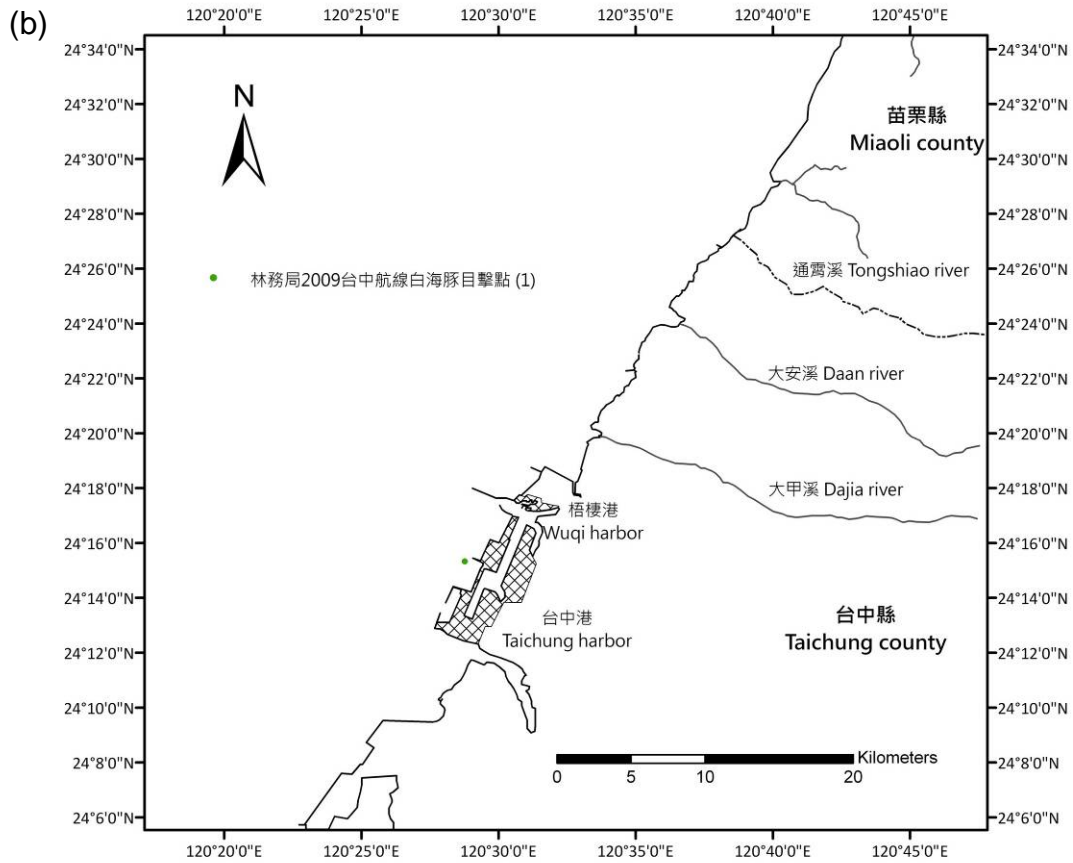 (b)
120°20'0"E 120°25'0"E 120°30'0"E 120°35'0"E 120°40'0"E 120°45'0"E
24°34'0"N 24°34'0"N
24°32'0"N 24°32'0"N
N
苗栗縣
Miaoli county
24°30'0"N 24°30'0"N
24°28'0"N 24°28'0"N
24°26'0"N 24°26'0"N
通霄溪 Tongshiao river
林務局2009台中航線白海豚目擊點 (1)
24°24'0"N 24°24'0"N
24°22'0"N 24°22'0"N
大安溪 Daan river
24°20'0"N 24°20'0"N
24°18'0"N 24°18'0"N
大甲溪 Dajia river
梧棲港
Wuqi harbor
24°16'0"N 24°16'0"N
24°14'0"N 24°14'0"N
台中港
Taichung harbor
台中縣
Taichung county
24°12'0"N 24°12'0"N
24°10'0"N 24°10'0"N
24°8'0"N 24°8'0"N
Kilometers
0 5 10 20
24°6'0"N 24°6'0"N
120°20'0"E 120°25'0"E 120°30'0"E 120°35'0"E 120°40'0"E 120°45'0"E